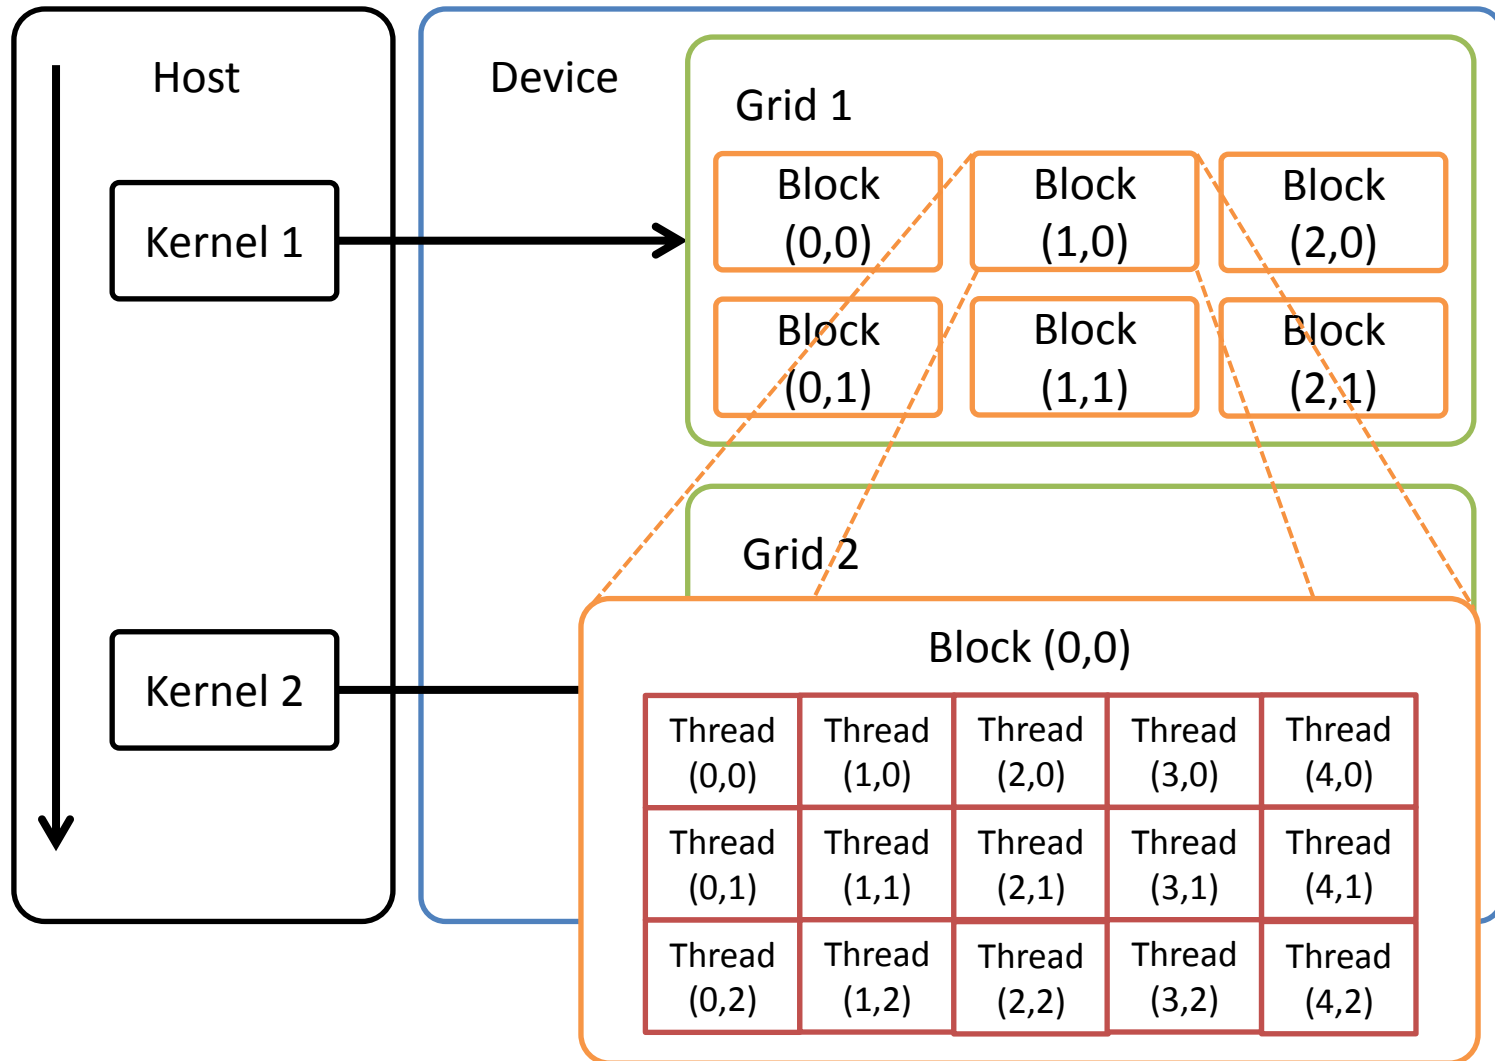 Host
Device
Grid 1
Block
(0,0)
Block
(1,0)
Block
(2,0)
Kernel 1
Block
(0,1)
Block
(1,1)
Block
(2,1)
Grid 2
Kernel 2
Block (0,0)
Thread
(0,0)
Thread
(1,0)
Thread
(2,0)
Thread
(3,0)
Thread
(4,0)
Thread
(0,1)
Thread
(1,1)
Thread
(2,1)
Thread
(3,1)
Thread
(4,1)
Thread
(0,2)
Thread
(1,2)
Thread
(2,2)
Thread
(3,2)
Thread
(4,2)